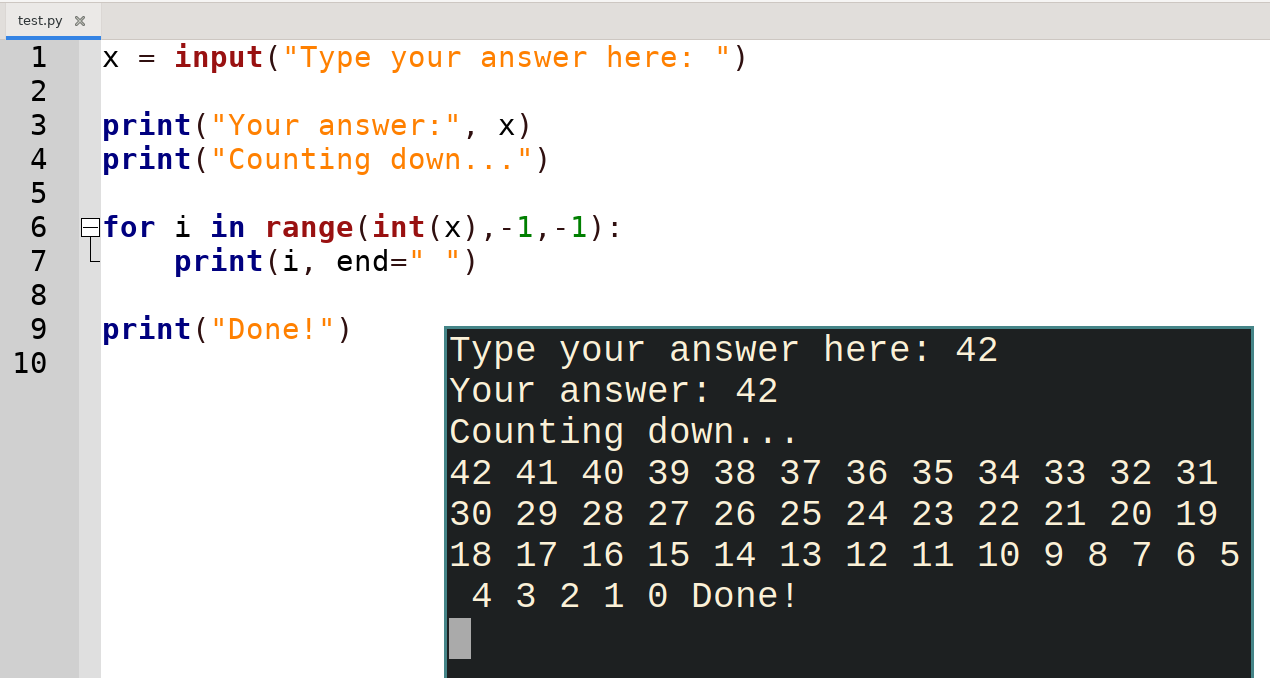 test.py
1 x = input("Type your answer here: ")
2
3 print("Your answer:", x)
4 print("Counting down...")
5
6 for i in range(int(x),-1,-1):
7     print(i, end=" ")
8
9 print("Done!")
10
Type your answer here: 42
Your answer: 42
Counting down...
42 41 40 39 38 37 36 35 34 33 32 31
30 29 28 27 26 25 24 23 22 21 20 19
18 17 16 15 14 13 12 11 10 9 8 7 6 5
 4 3 2 1 0 Done!